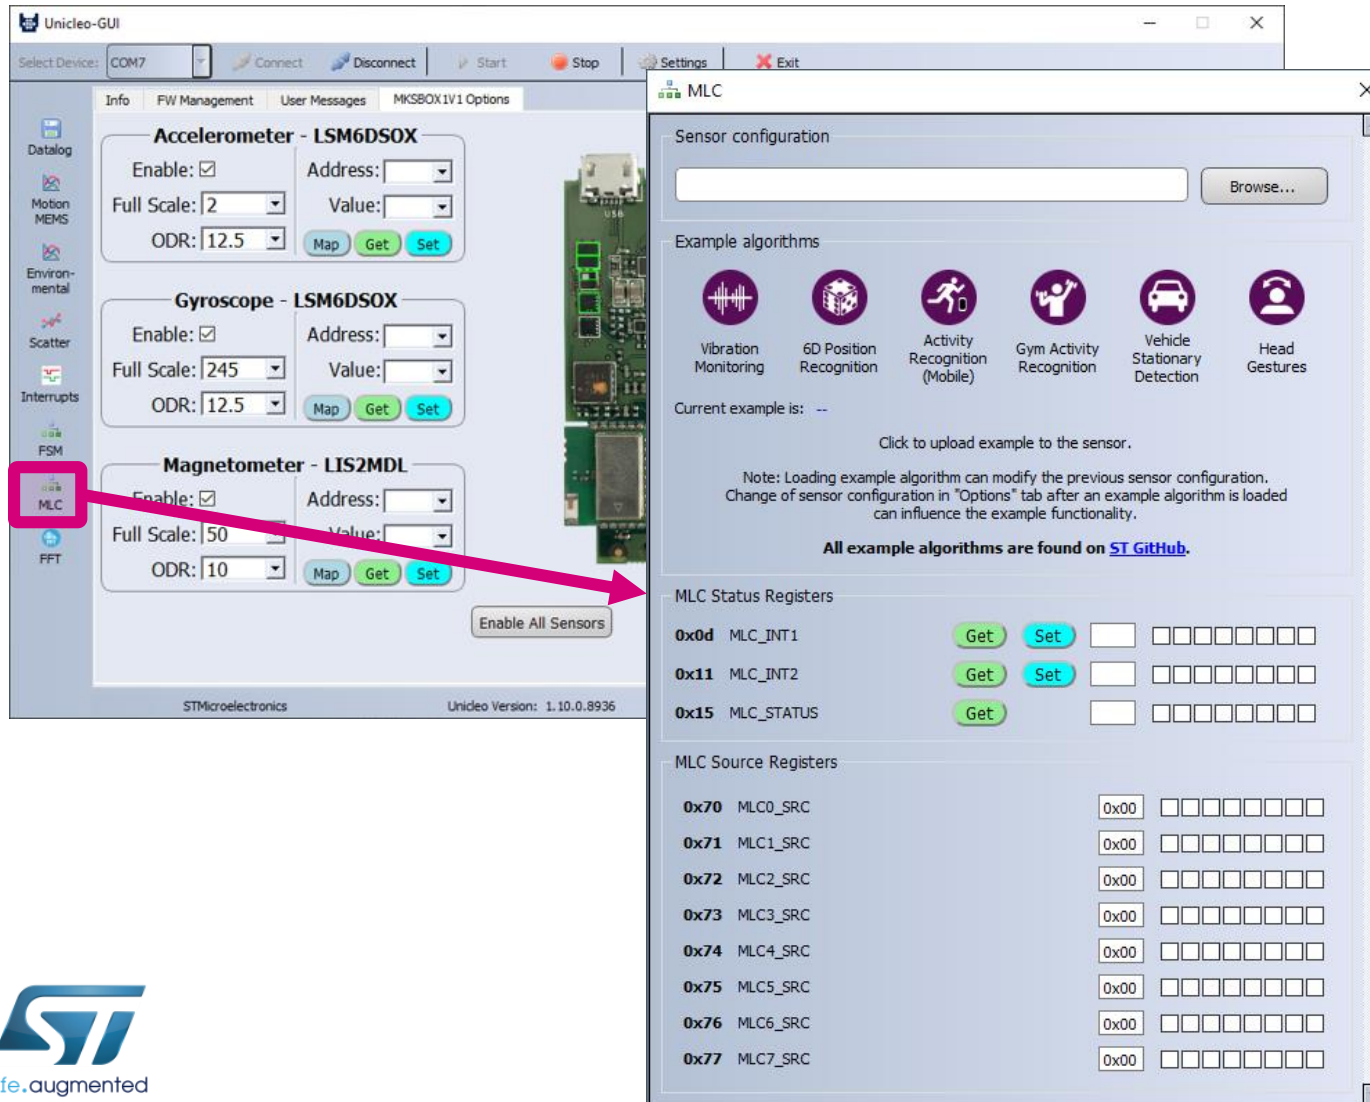 Unicleo-GUI
Select Device: COM7 Connect Disconnect Start Stop Settings Exit
Info FW Management User Messages MKSBOX1V1 Options
Datalog
Motion
MEMS
Environ-
mental
Scatter
Interrupts
FSM
MLC
FFT
Accelerometer - LSM6DSOX
Enable: Address:
Full Scale: 2 Value:
ODR: 12.5 Map Get Set
Gyroscope - LSM6DSOX
Enable: Address:
Full Scale: 245 Value:
ODR: 12.5 Map Get Set
Magnetometer - LIS2MDL
Enable: Address:
Full Scale: 50 Value:
ODR: 10 Map Get Set
USB
Enable All Sensors
STMicroelectronics Unicleo Version: 1.10.0.8936
MLC
Sensor configuration
Browse...
Example algorithms
Vibration
Monitoring
6D Position
Recognition
Activity
Recognition
(Mobile)
Gym Activity
Recognition
Vehicle
Stationary
Detection
Head
Gestures
Current example is: --
Click to upload example to the sensor.
Note: Loading example algorithm can modify the previous sensor configuration.
Change of sensor configuration in "Options" tab after an example algorithm is loaded
can influence the example functionality.
All example algorithms are found on ST GitHub.
MLC Status Registers
0x0d MLC_INT1 Get Set
0x11 MLC_INT2 Get Set
0x15 MLC_STATUS Get
MLC Source Registers
0x70 MLC0_SRC 0x00
0x71 MLC1_SRC 0x00
0x72 MLC2_SRC 0x00
0x73 MLC3_SRC 0x00
0x74 MLC4_SRC 0x00
0x75 MLC5_SRC 0x00
0x76 MLC6_SRC 0x00
0x77 MLC7_SRC 0x00
ST
fe.augmented